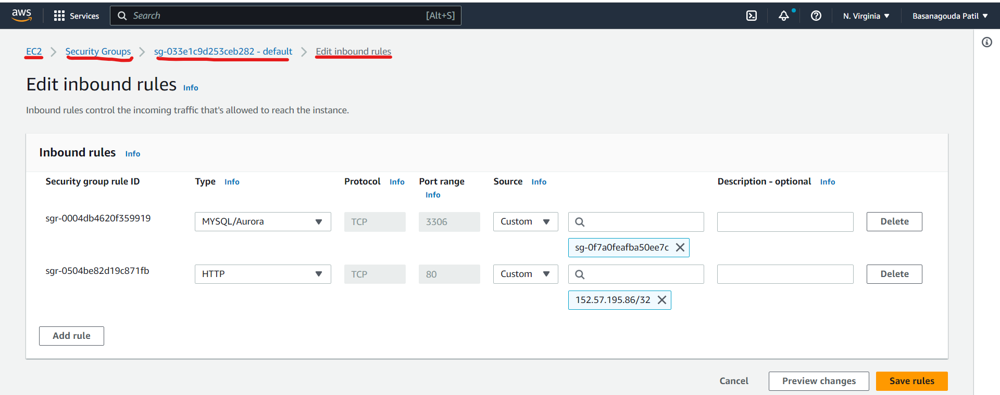 aws Services Search [Alt+S] N. Virginia Basanagouda Patil
EC2 Security Groups sg-033e1c9d253ceb282 - default Edit inbound rules
Edit inbound rules Info
Inbound rules control the incoming traffic that's allowed to reach the instance.
Inbound rules Info
Security group rule ID Type Info Protocol Info Port range Source Info Description - optional Info
Info
sgr-0004db4620f359919 MYSQL/Aurora TCP 3306 Custom Delete
sg-0f7a0feafba50ee7c
sgr-0504be82d19c871fb HTTP TCP 80 Custom Delete
152.57.195.86/32
Add rule
Cancel Preview changes Save rules